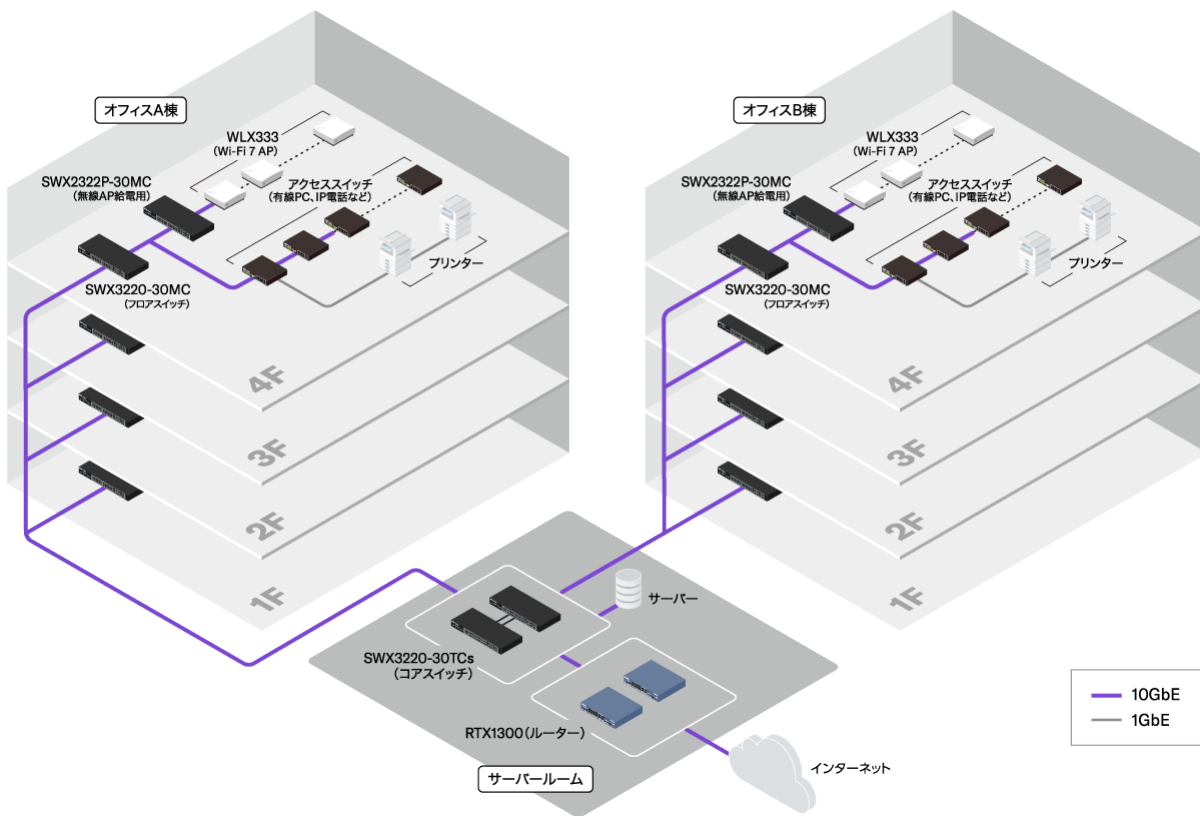 オフィスA棟
WLX333
(Wi-Fi 7 AP)
SWX2322P-30MC
(無線AP給電用)
アクセススイッチ
(有線PC、IP電話など)
プリンター
SWX3220-30MC
(フロアスイッチ)
4F
3F
2F
1F
オフィスB棟
WLX333
(Wi-Fi 7 AP)
SWX2322P-30MC
(無線AP給電用)
アクセススイッチ
(有線PC、IP電話など)
プリンター
SWX3220-30MC
(フロアスイッチ)
4F
3F
2F
1F
サーバー
SWX3220-30TCs
(コアスイッチ)
RTX1300(ルーター)
サーバールーム
インターネット
10GbE
1GbE